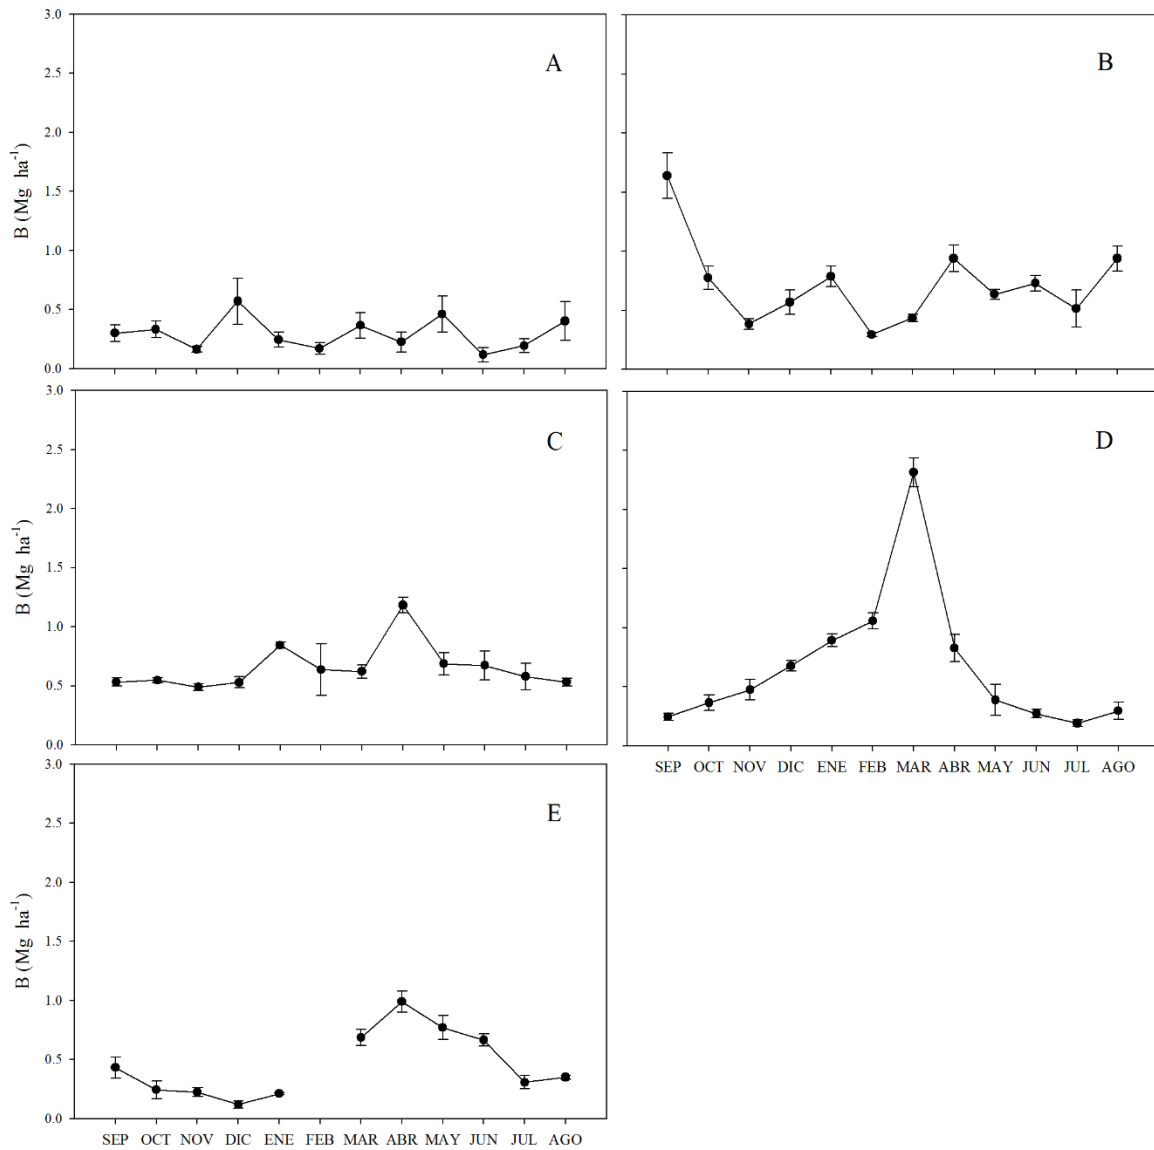 3.0
2.5
2.0
1.5
1.0
0.5
0.0
B (Mg ha-1)
A
B
3.0
2.5
2.0
1.5
1.0
0.5
0.0
B (Mg ha-1)
C
D
SEP OCT NOV DIC ENE FEB MAR ABR MAY JUN JUL AGO
3.0
2.5
2.0
1.5
1.0
0.5
0.0
B (Mg ha-1)
E
SEP OCT NOV DIC ENE FEB MAR ABR MAY JUN JUL AGO